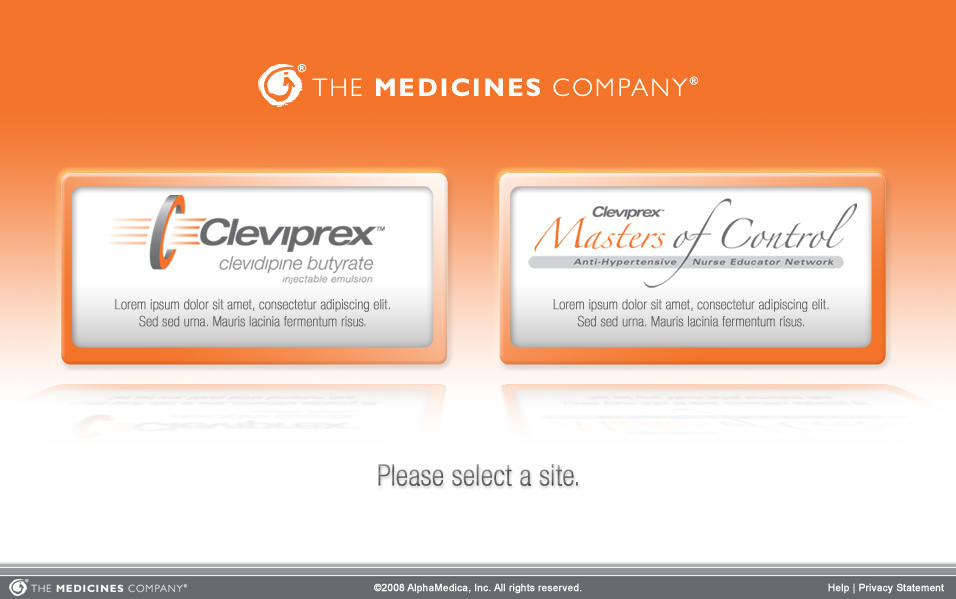 THE MEDICINES COMPANY®
Cleviprex™
clevidipine butyrate
injectable emulsion
Lorem ipsum dolor sit amet, consectetur adipiscing elit.
Sed sed urna. Mauris lacinia fermentum risus.
Cleviprex™
Masters of Control
Anti-Hypertensive Nurse Educator Network
Lorem ipsum dolor sit amet, consectetur adipiscing elit.
Sed sed urna. Mauris lacinia fermentum risus.
Please select a site.
THE MEDICINES COMPANY®
©2008 AlphaMedica, Inc. All rights reserved.
Help | Privacy Statement